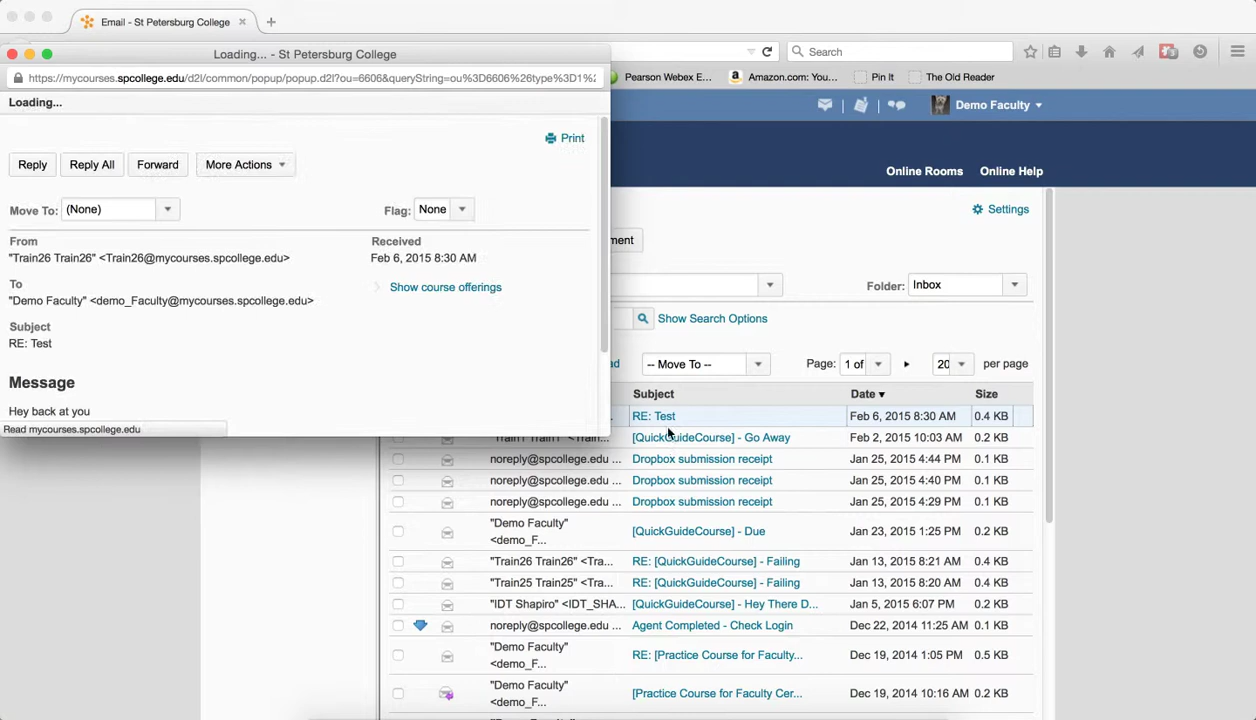 Email - St Petersburg College
Loading... - St Petersburg College
https://mycourses.spcollege.edu/d2l/common/popup/popup.d2l?ou=6606&queryString=ou%3D6606%26type%3D1%2
Search
Pearson Webex E...
Amazon.com: You...
Pin It
The Old Reader
Loading...
Demo Faculty
Print
Reply
Reply All
Forward
More Actions
Online Rooms
Online Help
Move To: (None)
Flag: None
Settings
From
"Train26 Train26" <Train26@mycourses.spcollege.edu>
Received
Feb 6, 2015 8:30 AM
ment
To
"Demo Faculty" <demo_Faculty@mycourses.spcollege.edu>
Show course offerings
Folder: Inbox
Subject
RE: Test
Show Search Options
Message
Hey back at you
Read mycourses.spcollege.edu
ad
-- Move To --
Page: 1 of
20 per page
Subject Date Size
RE: Test Feb 6, 2015 8:30 AM 0.4 KB
"Train1 Train1" <Train... [QuickGuideCourse] - Go Away Feb 2, 2015 10:03 AM 0.2 KB
noreply@spcollege.edu ... Dropbox submission receipt Jan 25, 2015 4:44 PM 0.1 KB
noreply@spcollege.edu ... Dropbox submission receipt Jan 25, 2015 4:40 PM 0.1 KB
noreply@spcollege.edu ... Dropbox submission receipt Jan 25, 2015 4:29 PM 0.1 KB
"Demo Faculty"
<demo_F... [QuickGuideCourse] - Due Jan 23, 2015 1:25 PM 0.2 KB
"Train26 Train26" <Tra... RE: [QuickGuideCourse] - Failing Jan 13, 2015 8:21 AM 0.4 KB
"Train25 Train25" <Tra... RE: [QuickGuideCourse] - Failing Jan 13, 2015 8:20 AM 0.4 KB
"IDT Shapiro" <IDT_SHA... [QuickGuideCourse] - Hey There D... Jan 5, 2015 6:07 PM 0.2 KB
noreply@spcollege.edu ... Agent Completed - Check Login Dec 22, 2014 11:25 AM 0.1 KB
"Demo Faculty"
<demo_F... RE: [Practice Course for Faculty... Dec 19, 2014 1:05 PM 0.5 KB
"Demo Faculty"
<demo_F... [Practice Course for Faculty Cer... Dec 19, 2014 10:16 AM 0.2 KB